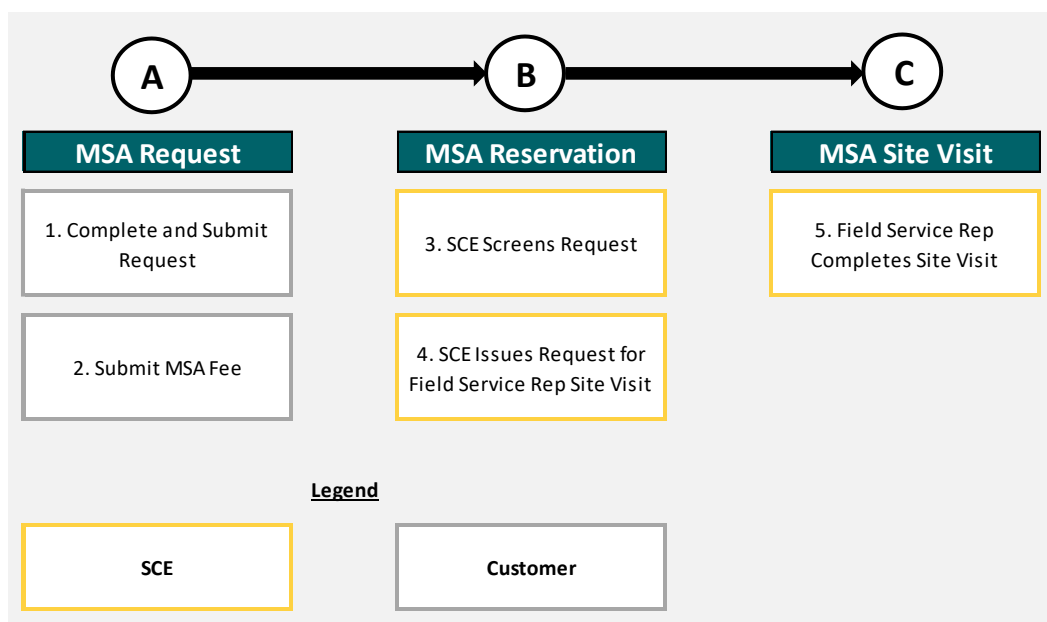 A
B
C
MSA Request
MSA Reservation
MSA Site Visit
1. Complete and Submit
Request
3. SCE Screens Request
5. Field Service Rep
Completes Site Visit
2. Submit MSA Fee
4. SCE Issues Request for
Field Service Rep Site Visit
Legend
SCE
Customer